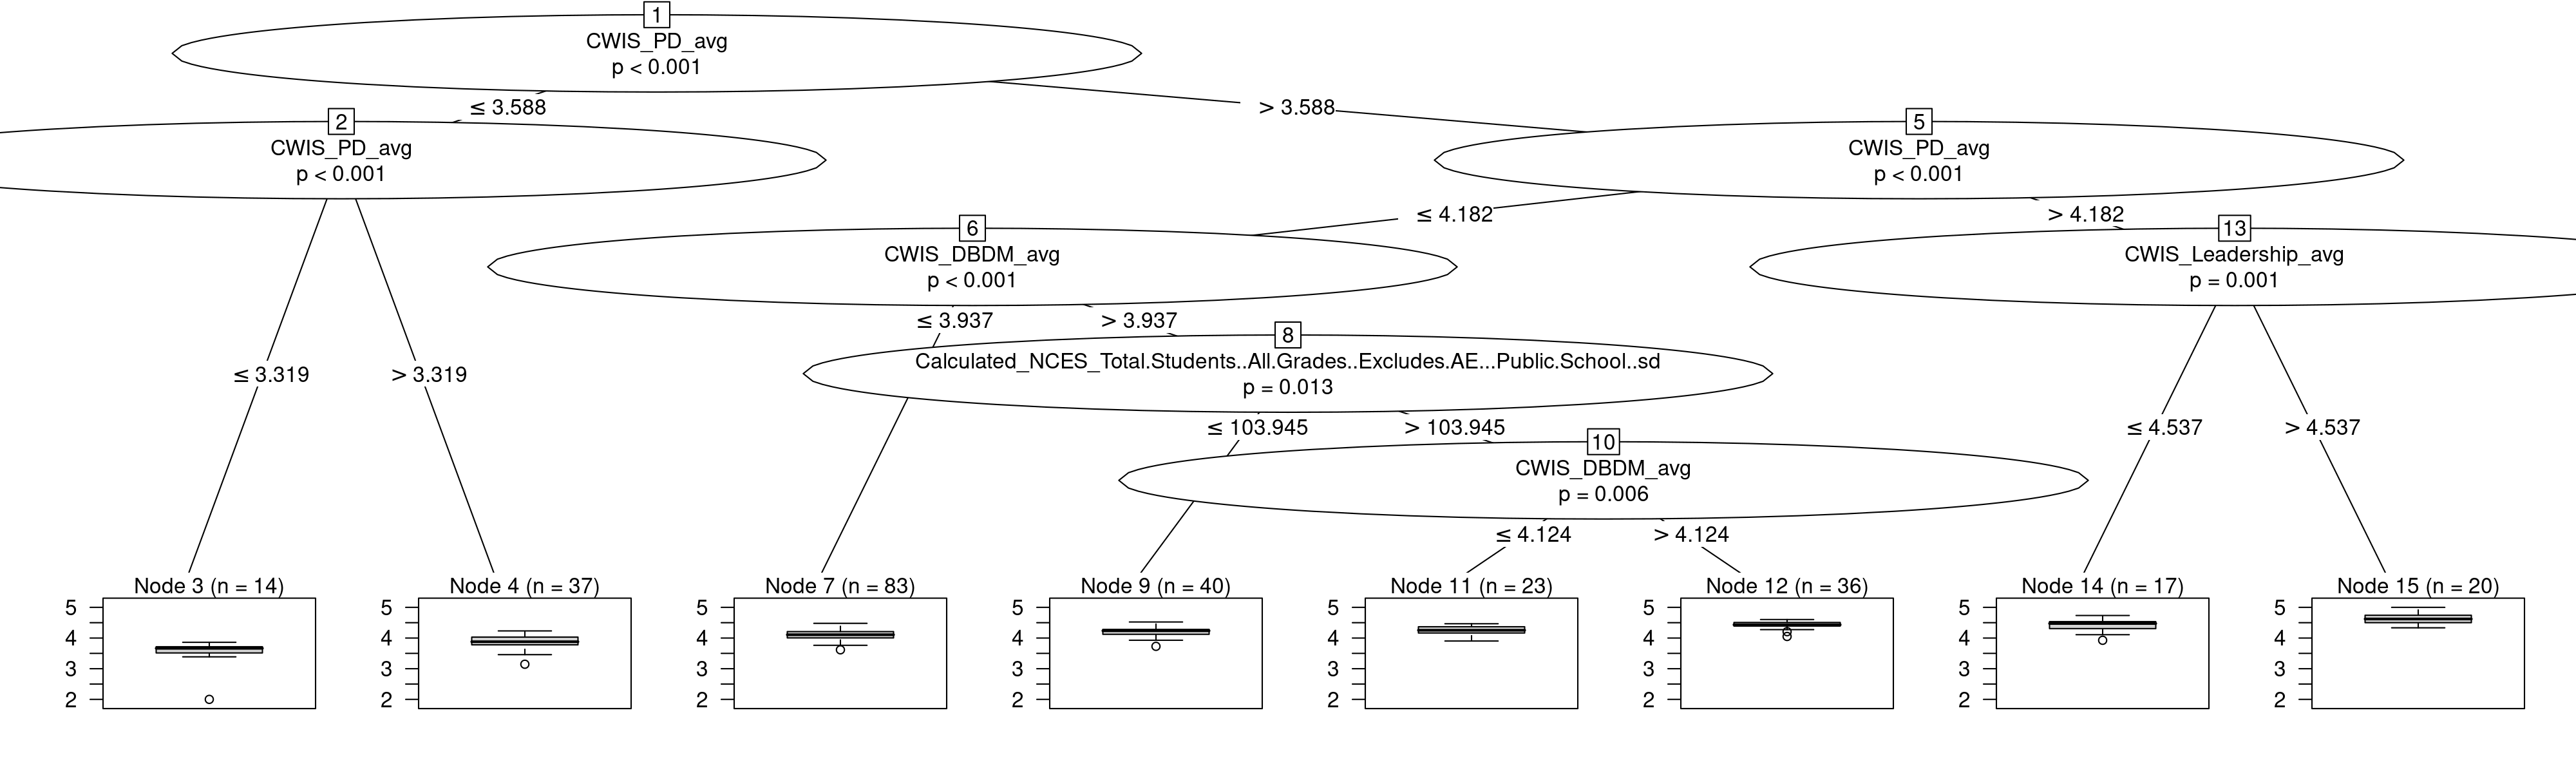 1
CWIS_PD_avg
p < 0.001
≤ 3.588
> 3.588
2
CWIS_PD_avg
p < 0.001
5
CWIS_PD_avg
p < 0.001
≤ 4.182
> 4.182
6
CWIS_DBDM_avg
p < 0.001
13
CWIS_Leadership_avg
p = 0.001
≤ 3.937
> 3.937
8
Calculated_NCES_Total.Students..All.Grades..Excludes.AE...Public.School..sd
p = 0.013
≤ 3.319
> 3.319
≤ 103.945
> 103.945
≤ 4.537
> 4.537
10
CWIS_DBDM_avg
p = 0.006
≤ 4.124
> 4.124
Node 3 (n = 14)
5
4
3
2
Node 4 (n = 37)
5
4
3
2
Node 7 (n = 83)
5
4
3
2
Node 9 (n = 40)
5
4
3
2
Node 11 (n = 23)
5
4
3
2
Node 12 (n = 36)
5
4
3
2
Node 14 (n = 17)
5
4
3
2
Node 15 (n = 20)
5
4
3
2